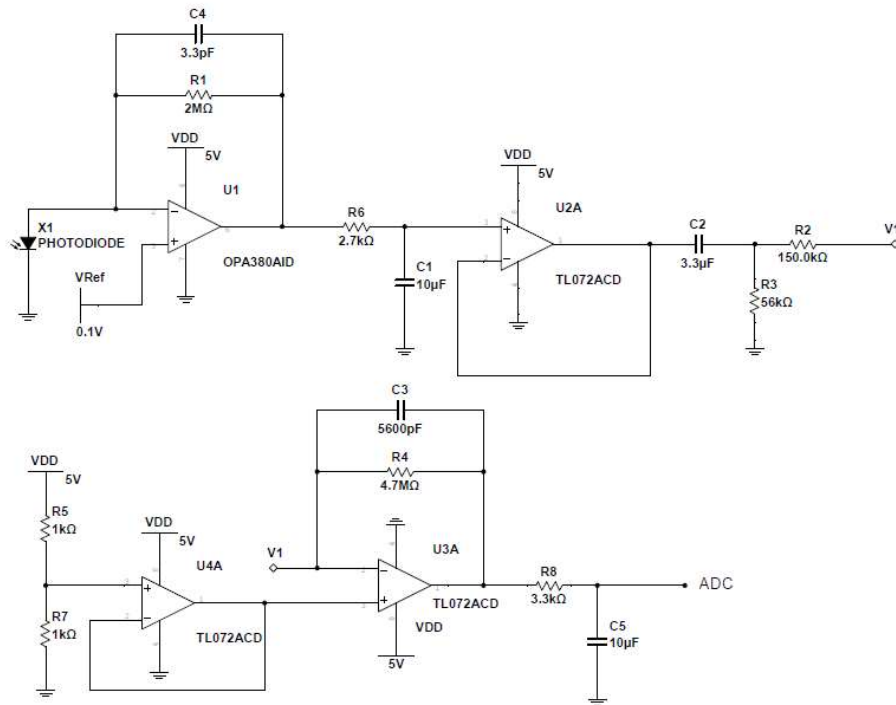 C4
3.3pF
R1
2MΩ
VDD
5V
U1
X1
PHOTODIODE
OPA380AID
VRef
0.1V
R6
2.7kΩ
C1
10µF
VDD
5V
U2A
TL072ACD
C2
3.3µF
R2
150.0kΩ
V1
R3
56kΩ
C3
5600pF
R4
4.7MΩ
VDD
5V
R5
1kΩ
R7
1kΩ
VDD
5V
U4A
TL072ACD
V1
U3A
TL072ACD
VDD
5V
R8
3.3kΩ
ADC
C5
10µF